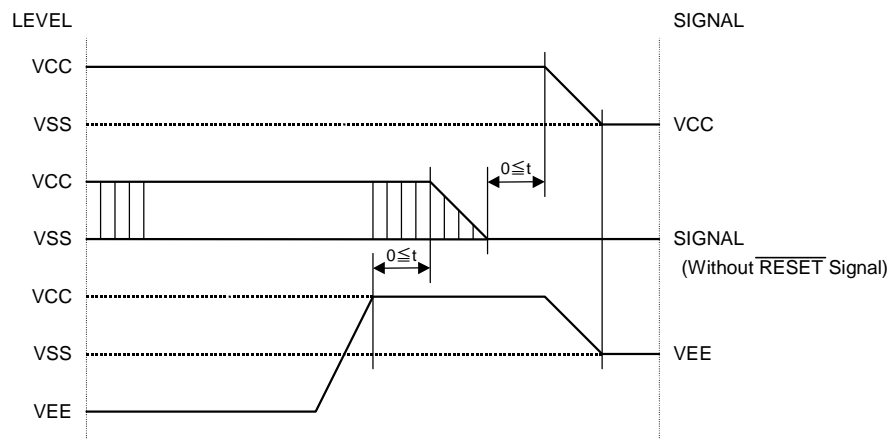 LEVEL SIGNAL
VCC
VSS VCC
0≦t
VCC
VSS SIGNAL
(Without RESET Signal)
0≦t
VCC
VSS VEE
VEE